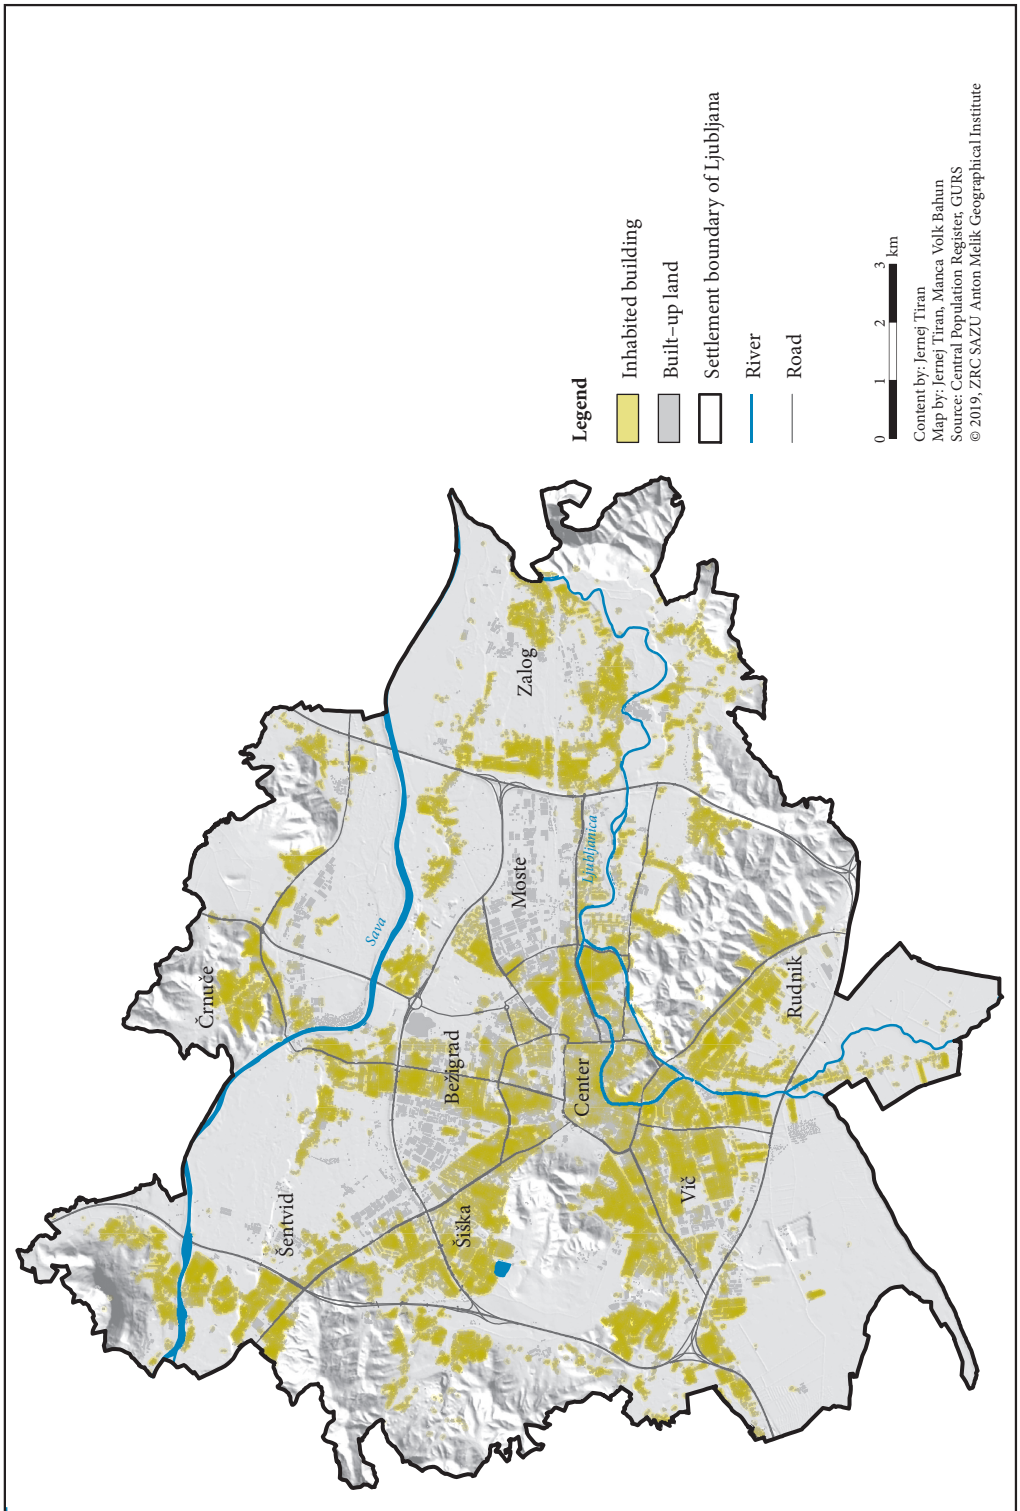 Črnuče
Šentvid
Sava
Bežigrad
Šiška
Zalog
Moste
Ljubljanica
Center
Vič
Rudnik
Legend
Inhabited building
Built–up land
Settlement boundary of Ljubljana
River
Road
0 1 2 3
km
Content by: Jernej Tiran
Map by: Jernej Tiran, Manca Volk Bahun
Source: Central Population Register, GURS
© 2019, ZRC SAZU Anton Melik Geographical Institute